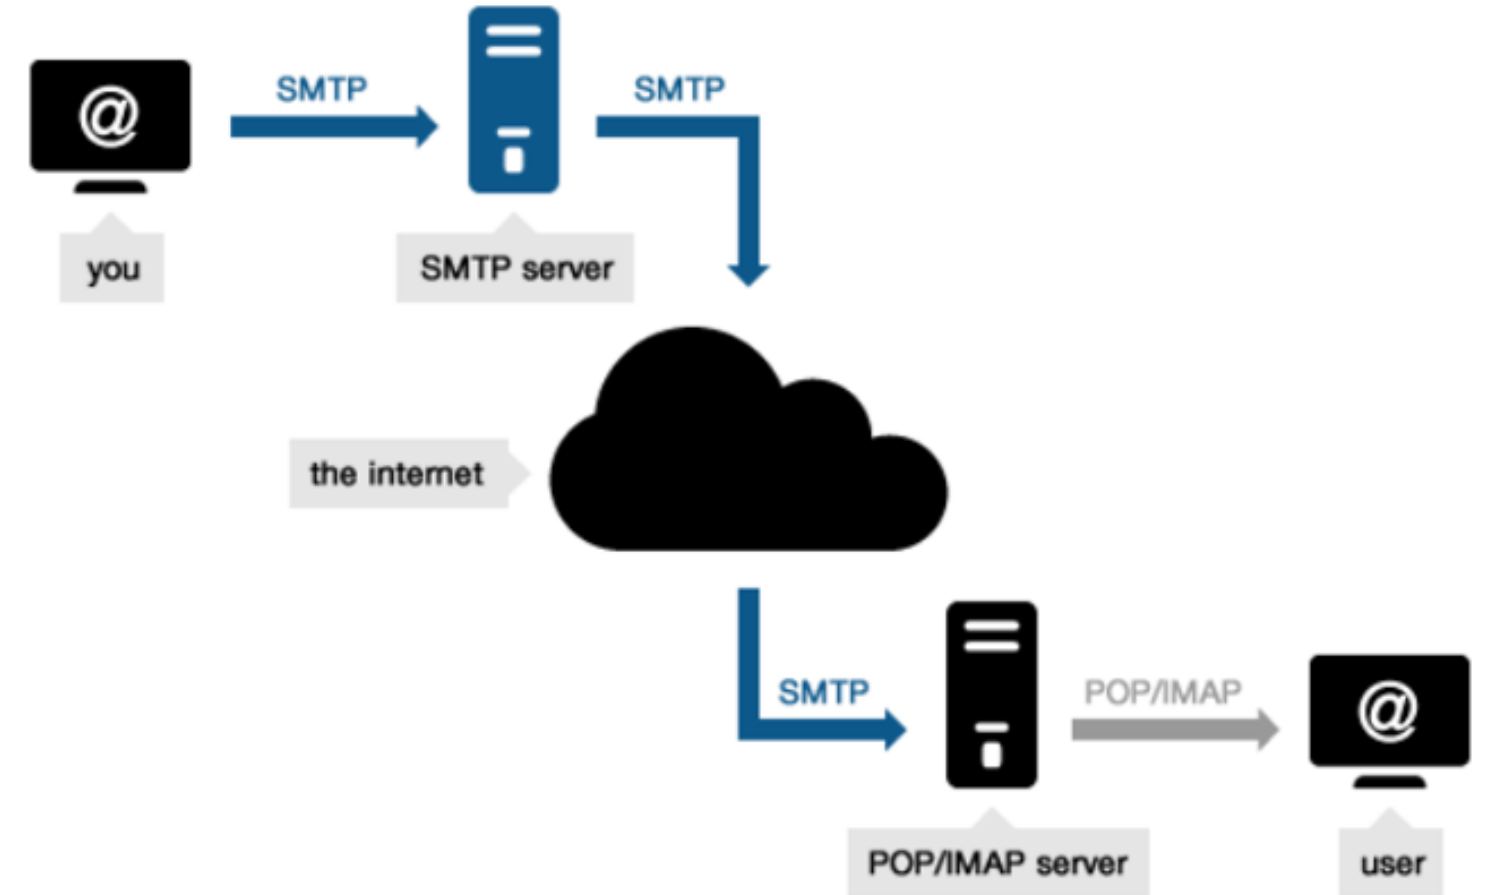 @
SMTP
SMTP
you
SMTP server
the internet
SMTP
POP/IMAP
@
POP/IMAP server
user